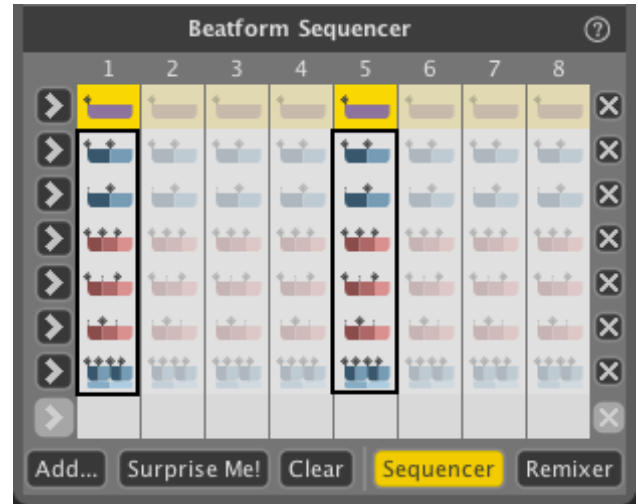 Beatform Sequencer ?
1 2 3 4 5 6 7 8
Add... Surprise Me! Clear Sequencer Remixer